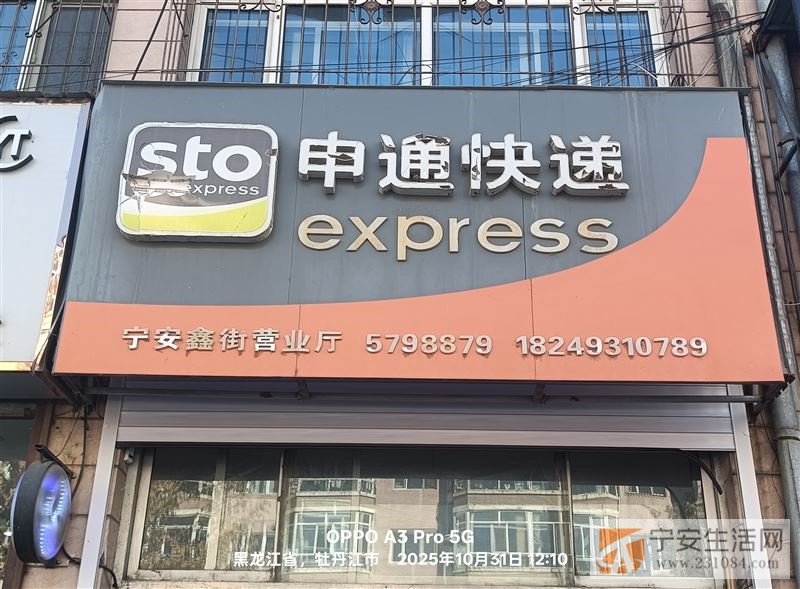 sto
express
申通快递
express
宁安鑫街营业厅 5798879 18249310789
OPPO A3 Pro 5G
黑龙江省，牡丹江市 2025年10月31日 12:10
宁安生活网
www.231084.com